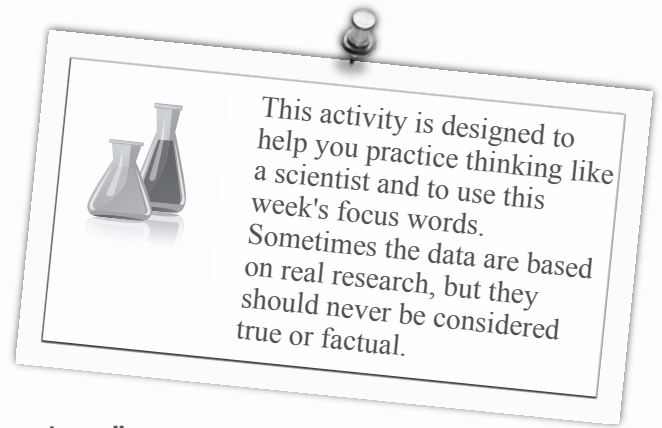 This activity is designed to
help you practice thinking like
a scientist and to use this
week's focus words.
Sometimes the data are based
on real research, but they
should never be considered
true or factual.